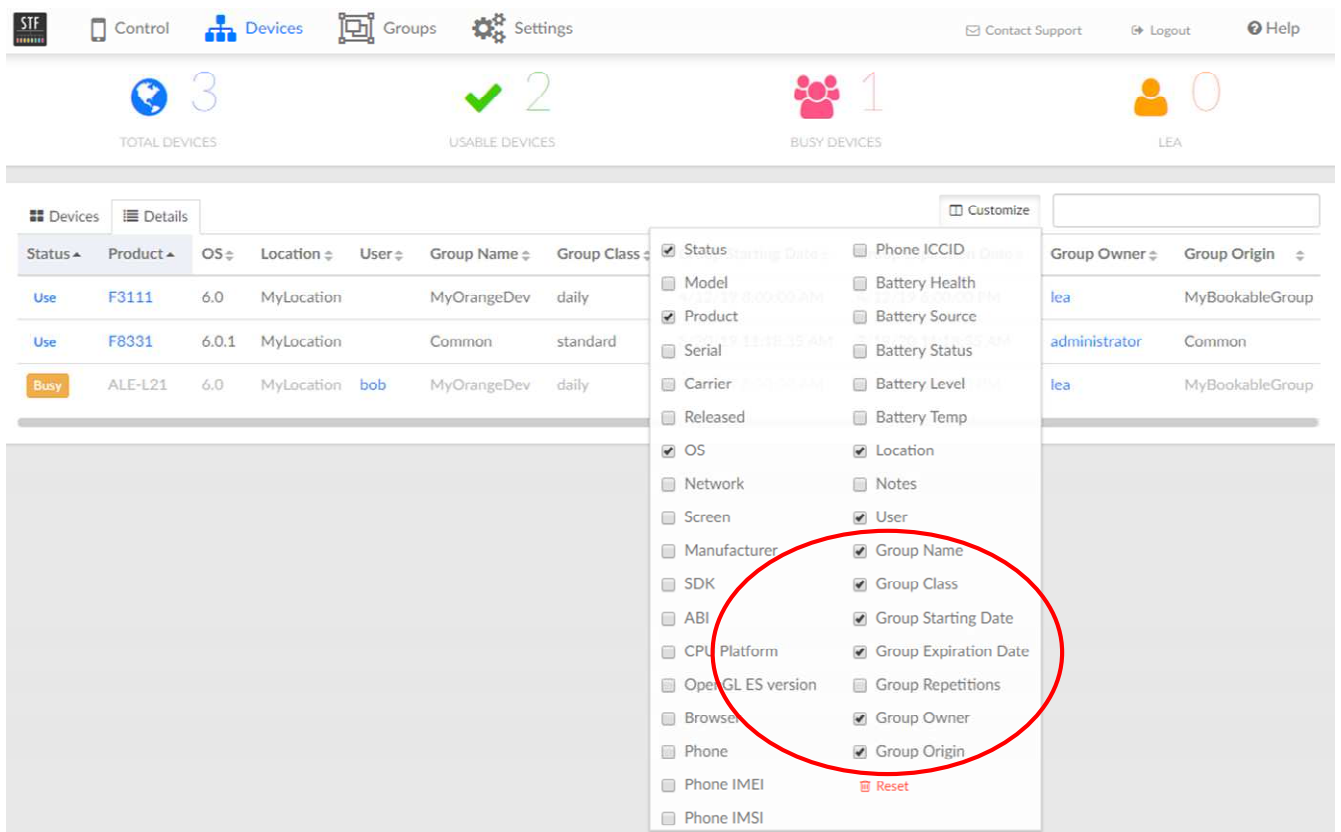 STF Control Devices Groups Settings Contact Support Logout Help
3 2 1 0
TOTAL DEVICES USABLE DEVICES BUSY DEVICES LEA
Devices Details Customize
Status Product OS Location User Group Name Group Class Group Owner Group Origin
Use F3111 6.0 MyLocation MyOrangeDev daily lea MyBookableGroup
Use F8331 6.0.1 MyLocation Common standard administrator Common
Busy ALE-L21 6.0 MyLocation bob MyOrangeDev daily lea MyBookableGroup
Status
Model
Product
Serial
Carrier
Released
OS
Network
Screen
Manufacturer
SDK
ABI
CPU Platform
OpenGL ES version
Browser
Phone
Phone IMEI
Phone IMSI
Phone ICCID
Battery Health
Battery Source
Battery Status
Battery Level
Battery Temp
Location
Notes
User
Group Name
Group Class
Group Starting Date
Group Expiration Date
Group Repetitions
Group Owner
Group Origin
Reset